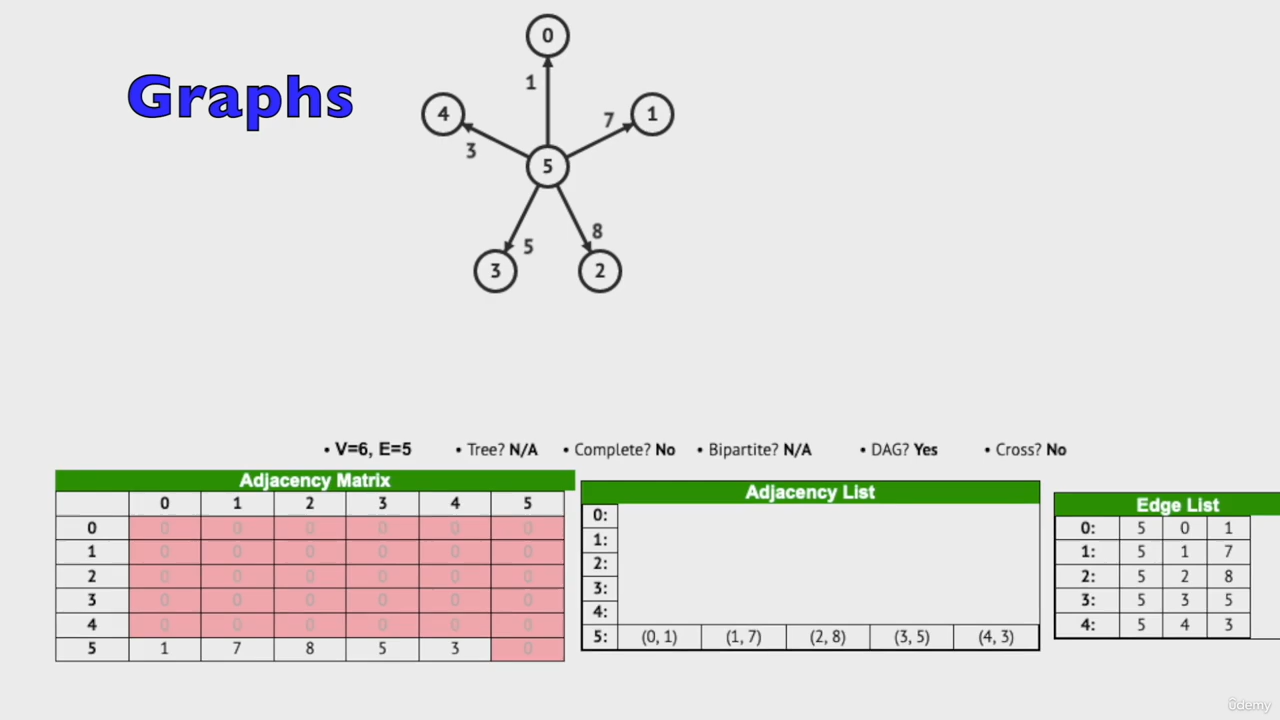 Graphs
0
1
4
7
1
3
5
5
8
3
2
• V=6, E=5 • Tree? N/A • Complete? No • Bipartite? N/A • DAG? Yes • Cross? No
Adjacency Matrix
0 1 2 3 4 5
0 0 0 0 0 0 0
1 0 0 0 0 0 0
2 0 0 0 0 0 0
3 0 0 0 0 0 0
4 0 0 0 0 0 0
5 1 7 8 5 3 0
Adjacency List
0:
1:
2:
3:
4:
5: (0, 1) (1, 7) (2, 8) (3, 5) (4, 3)
Edge List
0: 5 0 1
1: 5 1 7
2: 5 2 8
3: 5 3 5
4: 5 4 3
ûdemy